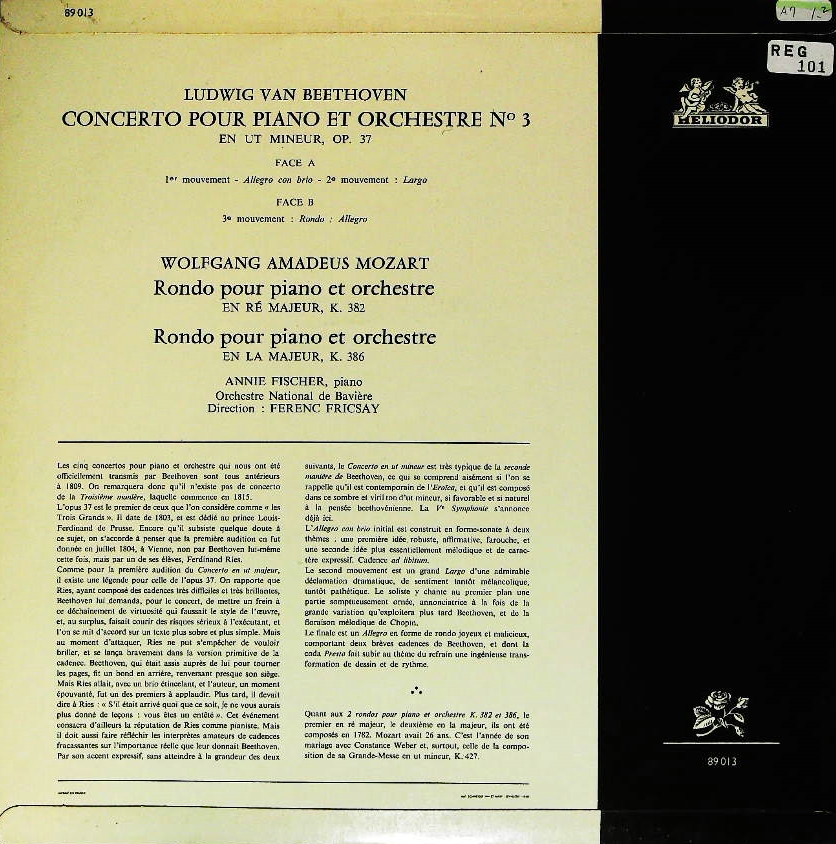 89013
A7 1-2
REG
101
HELIODOR
LUDWIG VAN BEETHOVEN
CONCERTO POUR PIANO ET ORCHESTRE Nº 3
EN UT MINEUR, OP. 37
FACE A
1er mouvement - Allegro con brio - 2e mouvement : Largo
FACE B
3e mouvement : Rondo : Allegro
WOLFGANG AMADEUS MOZART
Rondo pour piano et orchestre
EN RÉ MAJEUR, K. 382
Rondo pour piano et orchestre
EN LA MAJEUR, K. 386
ANNIE FISCHER, piano
Orchestre National de Bavière
Direction : FERENC FRICSAY
Les cinq concertos pour piano et orchestre qui nous ont été
officiellement transmis par Beethoven sont tous antérieurs
à 1809. On remarquera donc qu'il n'existe pas de concerto
de la Troisième manière, laquelle commence en 1815.
L'opus 37 est le premier de ceux que l'on considère comme « les
Trois Grands ». Il date de 1803, et est dédié au prince Louis-
Ferdinand de Prusse. Encore qu'il subsiste quelque doute à
ce sujet, on s'accorde à penser que la première audition en fut
donnée en juillet 1804, à Vienne, non par Beethoven lui-même
cette fois, mais par un de ses élèves, Ferdinand Ries.
Comme pour la première audition du Concerto en ut majeur,
il existe une légende pour celle de l'opus 37. On rapporte que
Ries, ayant composé des cadences très difficiles et très brillantes,
Beethoven lui demanda, pour le concert, de mettre un frein à
ce déchaînement de virtuosité qui faussait le style de l'œuvre,
et, au surplus, faisait courir des risques sérieux à l'exécutant, et
l'on se mit d'accord sur un texte plus sobre et plus simple. Mais
au moment d'attaquer, Ries ne put s'empêcher de vouloir
briller, et se lança bravement dans la version primitive de la
cadence. Beethoven, qui était assis auprès de lui pour tourner
les pages, fit un bond en arrière, renversant presque son siège.
Mais Ries allait, avec un brio étincelant, et l'auteur, un moment
épouvanté, fut un des premiers à applaudir. Plus tard, il devait
dire à Ries : « S'il était arrivé quoi que ce soit, je ne vous aurais
plus donné de leçons : vous êtes un entêté ». Cet événement
consacra d'ailleurs la réputation de Ries comme pianiste. Mais
il doit aussi faire réfléchir les interprètes amateurs de cadences
fracassantes sur l'importance réelle que leur donnait Beethoven.
Par son accent expressif, sans atteindre à la grandeur des deux
suivants, le Concerto en ut mineur est très typique de la seconde
manière de Beethoven, ce qui se comprend aisément si l'on se
rappelle qu'il est contemporain de l'Eroïca, et qu'il est composé
dans ce sombre et viril ton d'ut mineur, si favorable et si naturel
à la pensée beethovénienne. La Ve Symphonie s'annonce
déjà ici.
L'Allegro con brio initial est construit en forme-sonate à deux
thèmes : une première idée robuste, affirmative, farouche, et
une seconde idée plus essentiellement mélodique et de carac-
tère expressif. Cadence ad libitum.
Le second mouvement est un grand Largo d'une admirable
déclamation dramatique, de sentiment tantôt mélancolique,
tantôt pathétique. Le soliste y chante au premier plan une
partie somptueusement ornée, annonciatrice à la fois de la
grande variation qu'exploitera plus tard Beethoven, et de la
floraison mélodique de Chopin.
Le finale est un Allegro en forme de rondo joyeux et malicieux,
comportant deux brèves cadences de Beethoven, et dont la
coda Presto fait subir au thème du refrain une ingénieuse trans-
formation de dessin et de rythme.
Quant aux 2 rondos pour piano et orchestre K. 382 et 386, le
premier en ré majeur, le deuxième en la majeur, ils ont été
composés en 1782. Mozart avait 26 ans. C'est l'année de son
mariage avec Constance Weber et, surtout, celle de la compo-
sition de sa Grande-Messe en ut mineur, K. 427.
89013